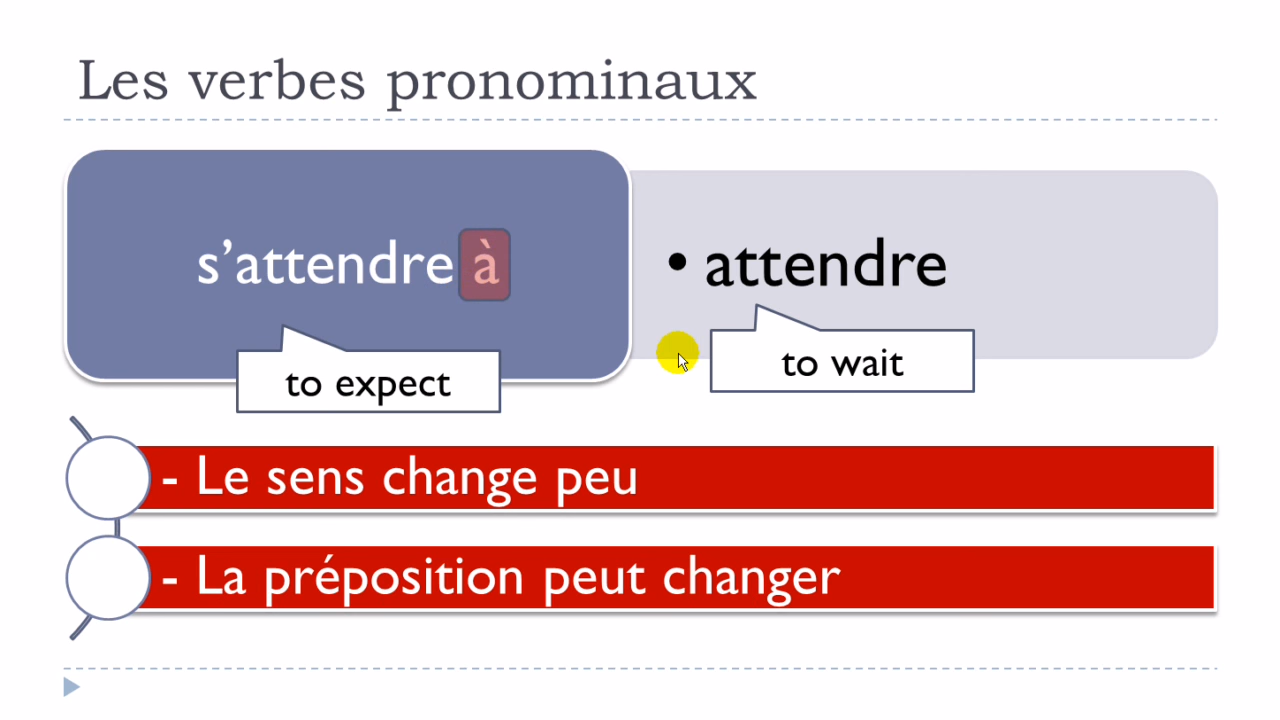 Les verbes pronominaux
s’attendre à
• attendre
to expect
to wait
- Le sens change peu
- La préposition peut changer